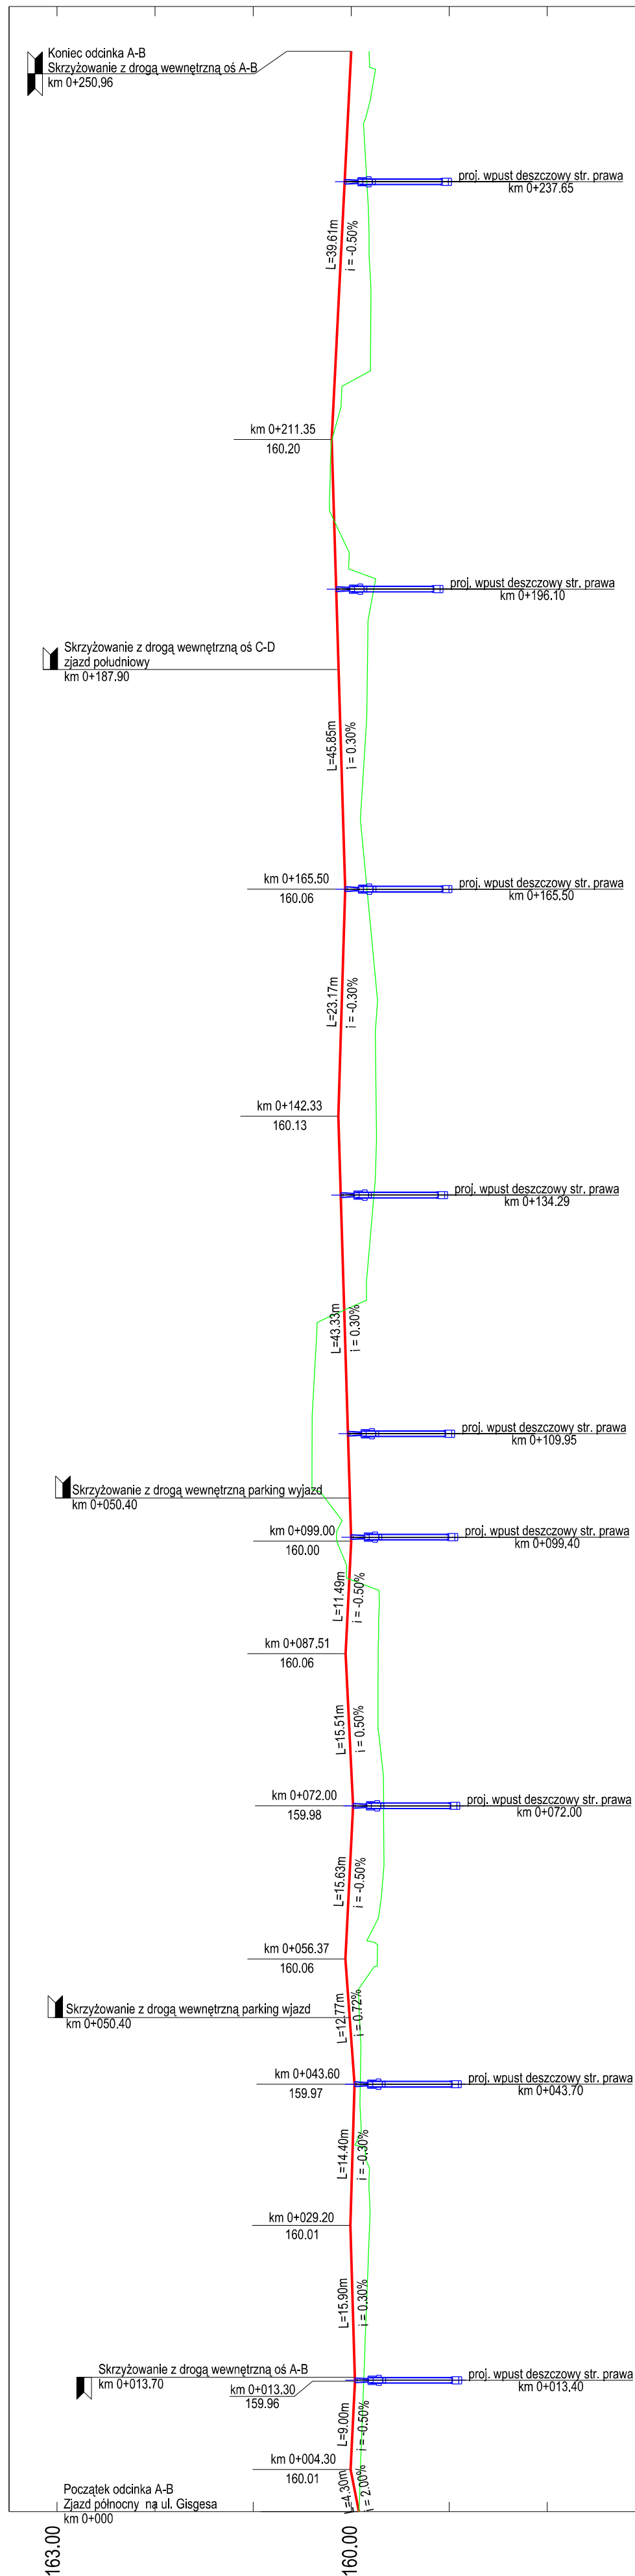 Koniec odcinka A-B
Skrzyżowanie z drogą wewnętrzną oś A-B
km 0+250,96
proj. wpust deszczowy str. prawa
km 0+237.65
L=39.61m
i = -0.50%
km 0+211.35
160.20
proj. wpust deszczowy str. prawa
km 0+196.10
Skrzyżowanie z drogą wewnętrzną oś C-D
zjazd południowy
km 0+187.90
L=45.85m
i = 0.30%
km 0+165.50
160.06
proj. wpust deszczowy str. prawa
km 0+165.50
L=23.17m
i = -0.30%
km 0+142.33
160.13
proj. wpust deszczowy str. prawa
km 0+134.29
L=43.33m
i = 0.30%
proj. wpust deszczowy str. prawa
km 0+109.95
Skrzyżowanie z drogą wewnętrzną parking wyjazd
km 0+050.40
km 0+099.00
160.00
proj. wpust deszczowy str. prawa
km 0+099.40
L=11.49m
i = -0.50%
km 0+087.51
160.06
L=15.51m
i = 0.50%
km 0+072.00
159.98
proj. wpust deszczowy str. prawa
km 0+072.00
L=15.63m
i = -0.50%
km 0+056.37
160.06
L=12.77m
i = 0.72%
Skrzyżowanie z drogą wewnętrzną parking wjazd
km 0+050.40
km 0+043.60
159.97
proj. wpust deszczowy str. prawa
km 0+043.70
L=14.40m
i = -0.30%
km 0+029.20
160.01
L=15.90m
i = 0.30%
Skrzyżowanie z drogą wewnętrzną oś A-B
km 0+013.70
km 0+013.30
159.96
proj. wpust deszczowy str. prawa
km 0+013.40
L=9.00m
i = -0.50%
km 0+004.30
160.01
L=4.30m
i = 2.00%
Początek odcinka A-B
Zjazd północny na ul. Gisgesa
km 0+000
163.00
160.00